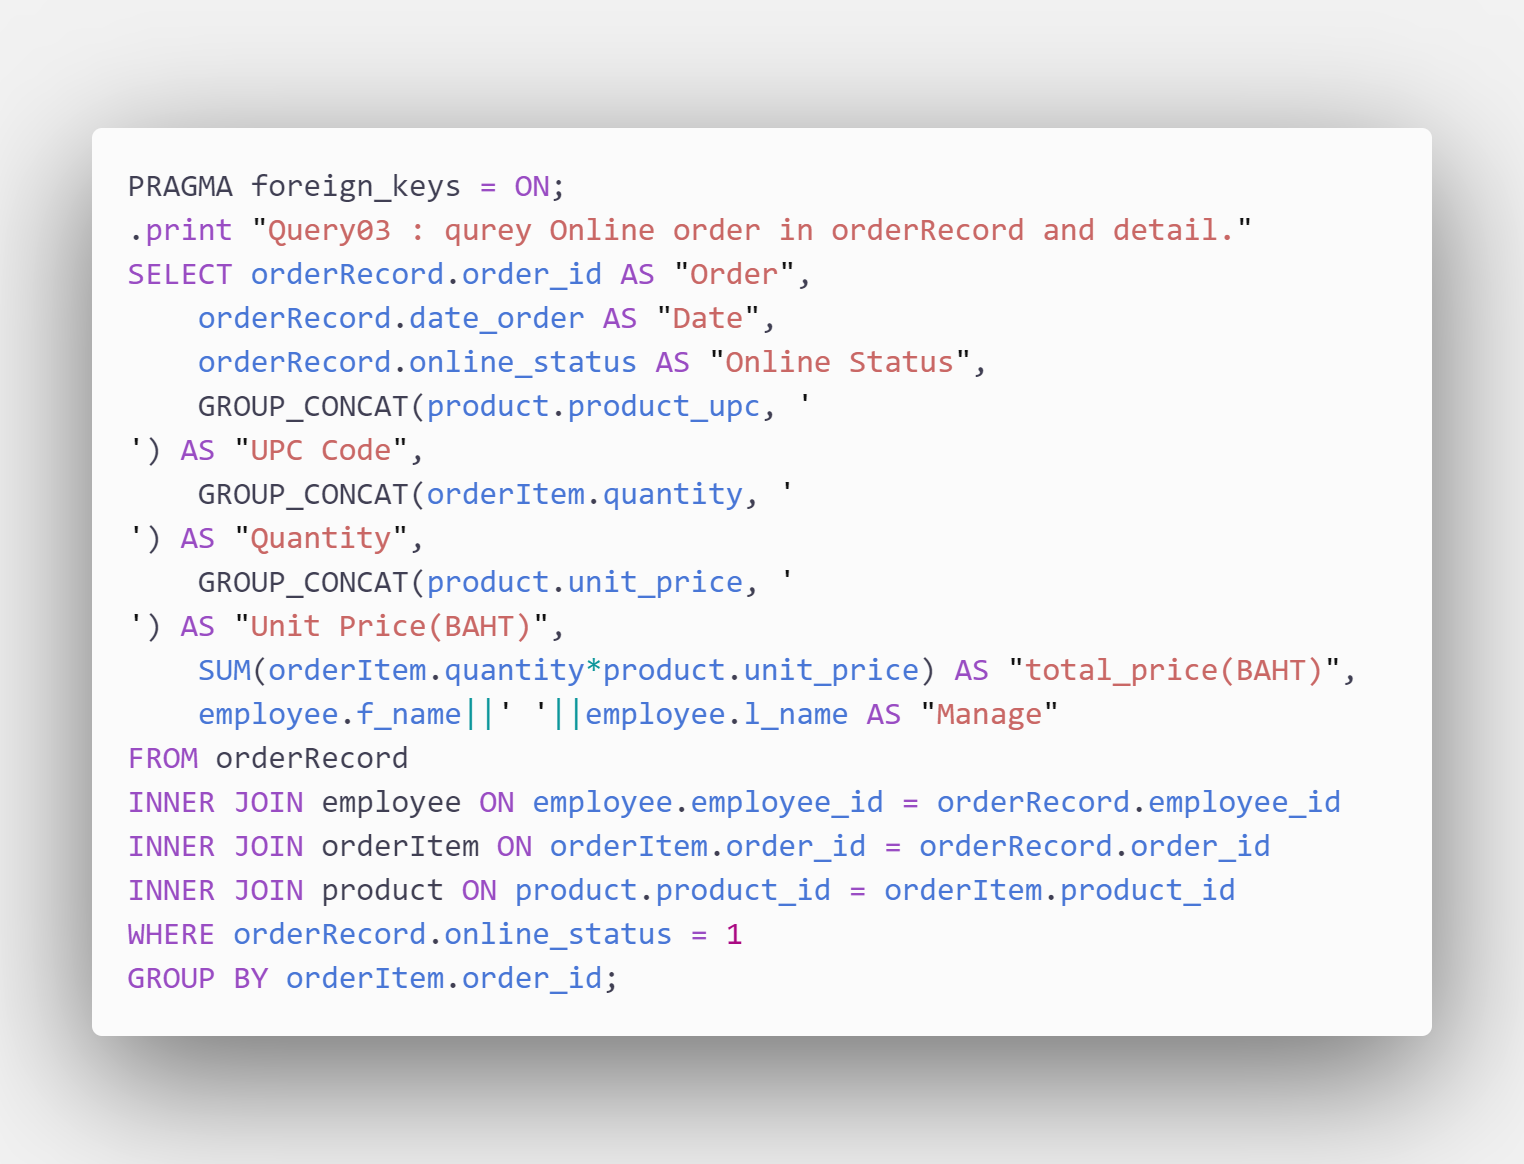 PRAGMA foreign_keys = ON;
.print "Query03 : qurey Online order in orderRecord and detail."
SELECT orderRecord.order_id AS "Order",
    orderRecord.date_order AS "Date",
    orderRecord.online_status AS "Online Status",
    GROUP_CONCAT(product.product_upc, '
') AS "UPC Code",
    GROUP_CONCAT(orderItem.quantity, '
') AS "Quantity",
    GROUP_CONCAT(product.unit_price, '
') AS "Unit Price(BAHT)",
    SUM(orderItem.quantity*product.unit_price) AS "total_price(BAHT)",
    employee.f_name||' '||employee.l_name AS "Manage"
FROM orderRecord
INNER JOIN employee ON employee.employee_id = orderRecord.employee_id
INNER JOIN orderItem ON orderItem.order_id = orderRecord.order_id
INNER JOIN product ON product.product_id = orderItem.product_id
WHERE orderRecord.online_status = 1
GROUP BY orderItem.order_id;